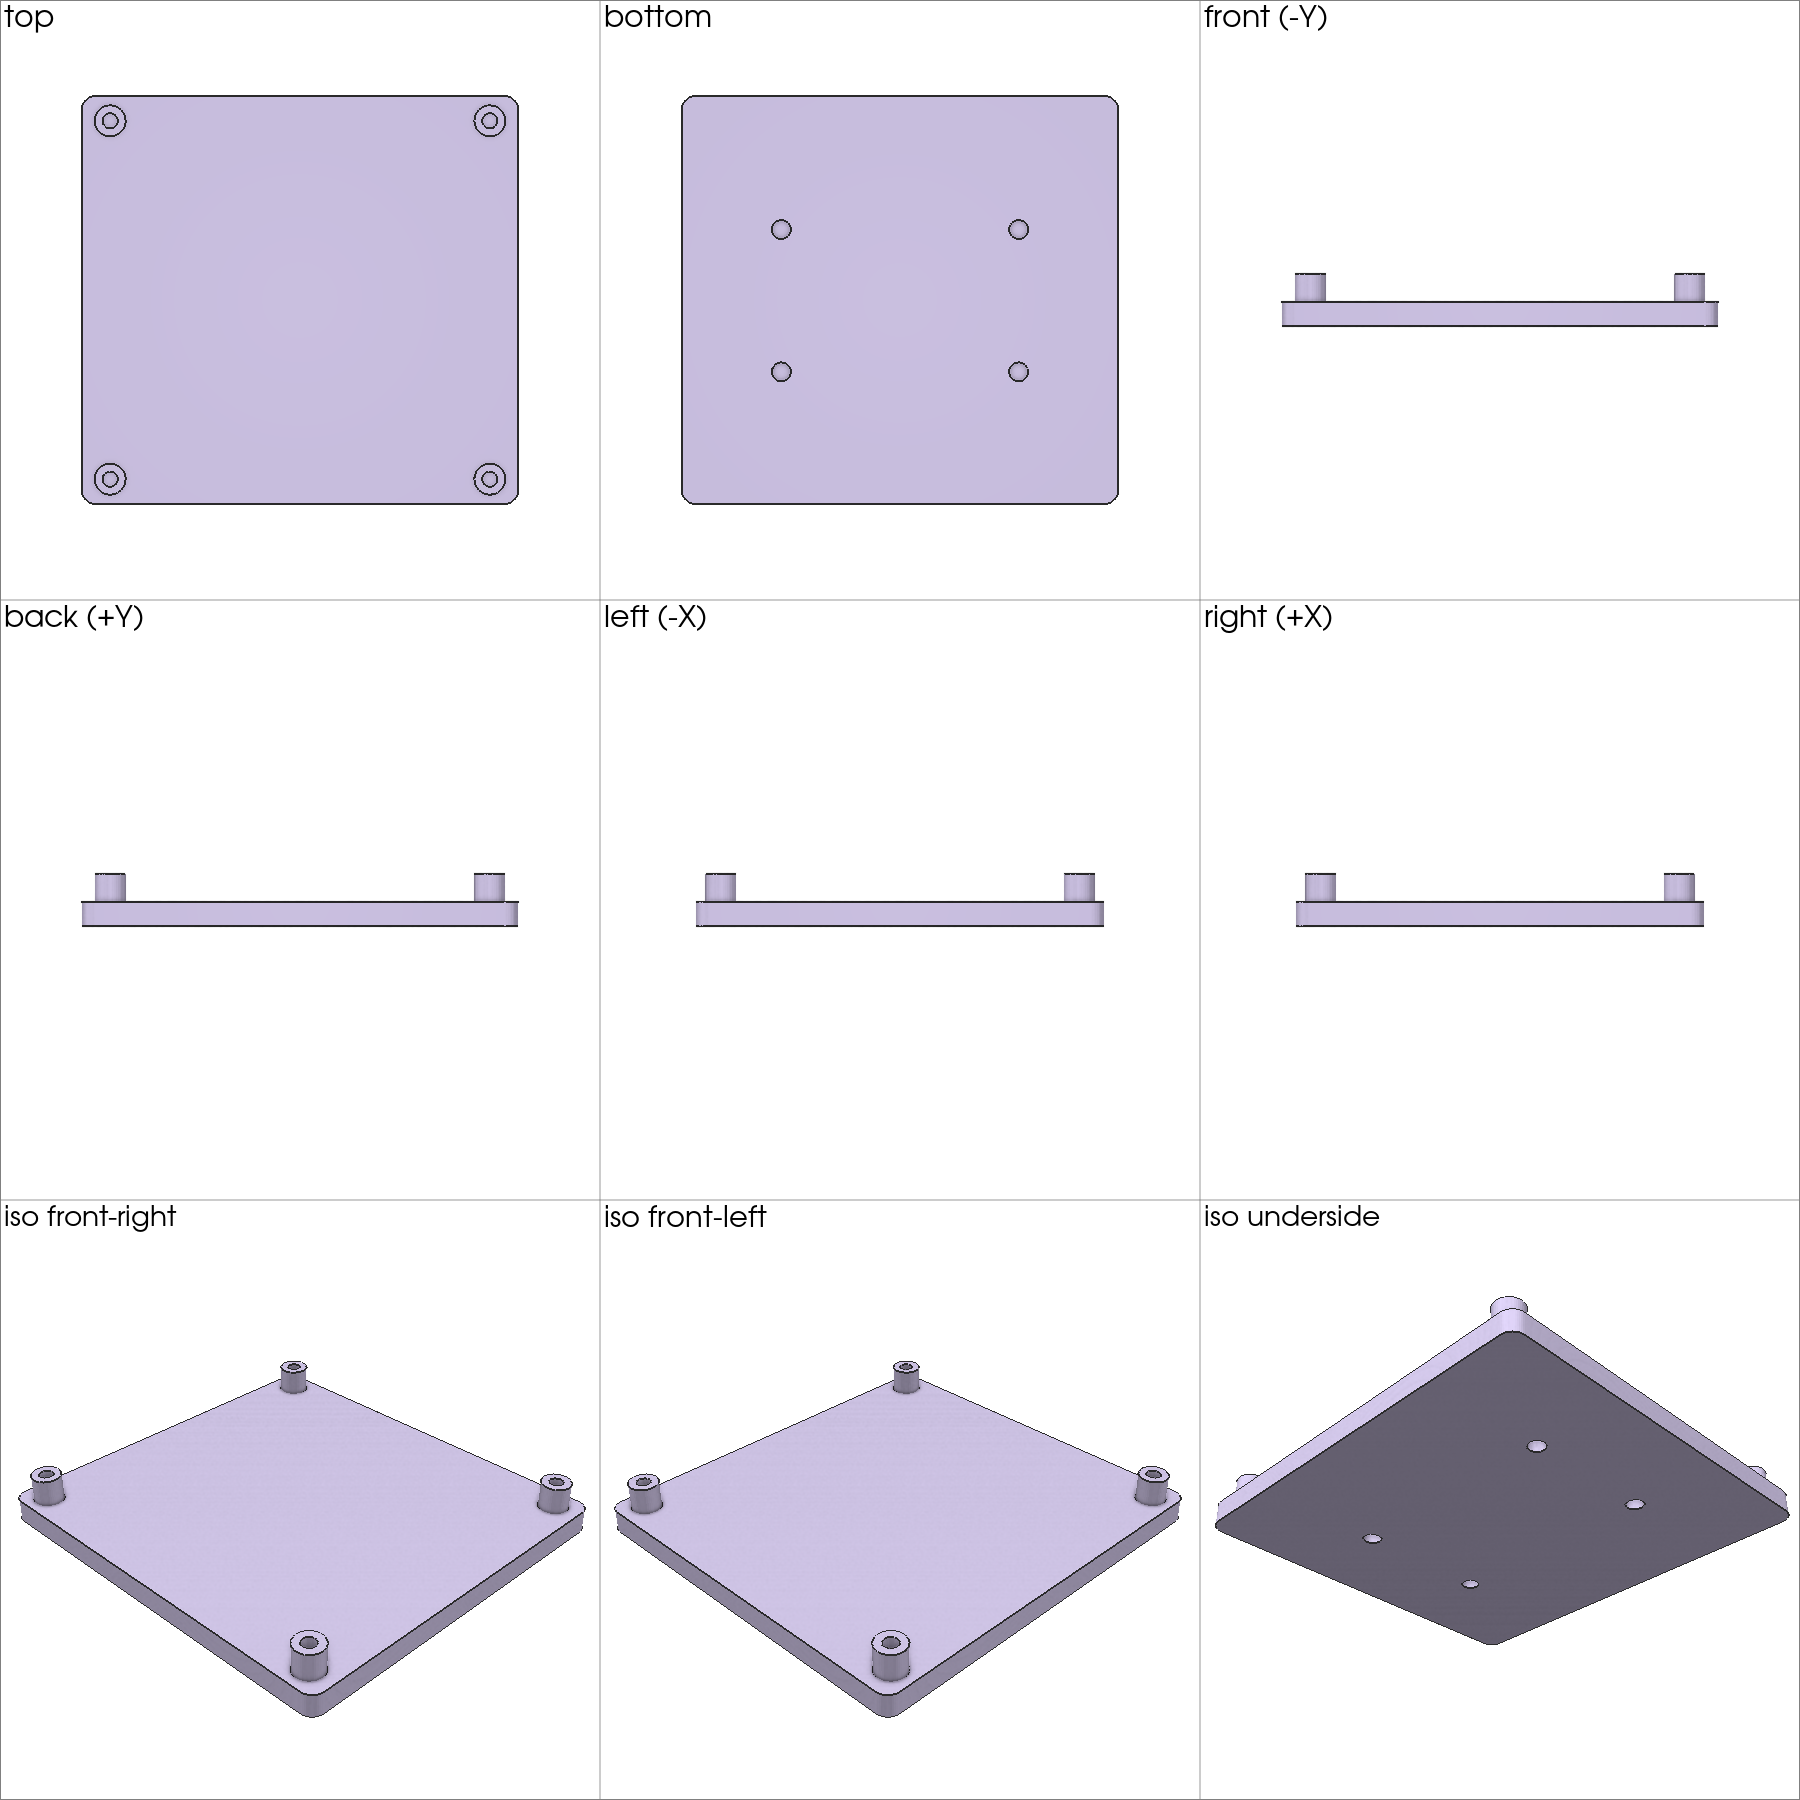 top
bottom
front (-Y)
back (+Y)
left (-X)
right (+X)
iso front-right
iso front-left
iso underside